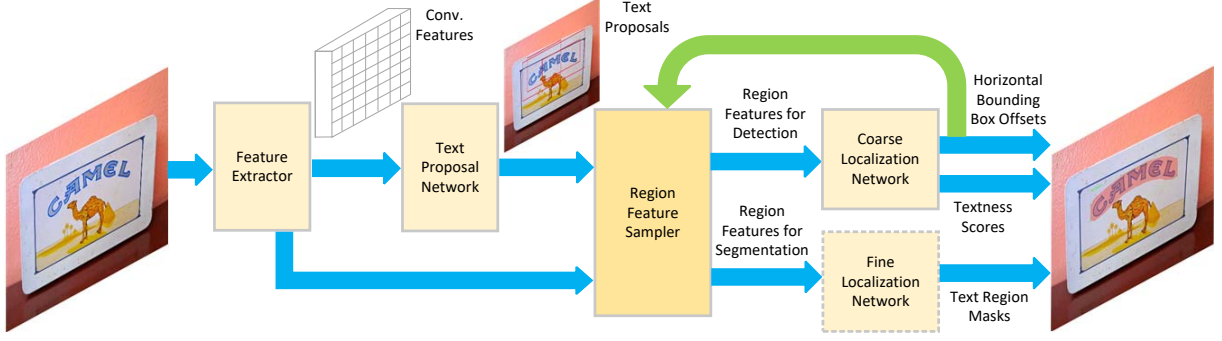 Conv.
Features
Text
Proposals
CAMEL
CAMEL
CAMEL
Feature
Extractor
Text
Proposal
Network
Region
Feature
Sampler
Region
Features for
Detection
Region
Features for
Segmentation
Coarse
Localization
Network
Fine
Localization
Network
Horizontal
Bounding
Box Offsets
Textness
Scores
Text Region
Masks